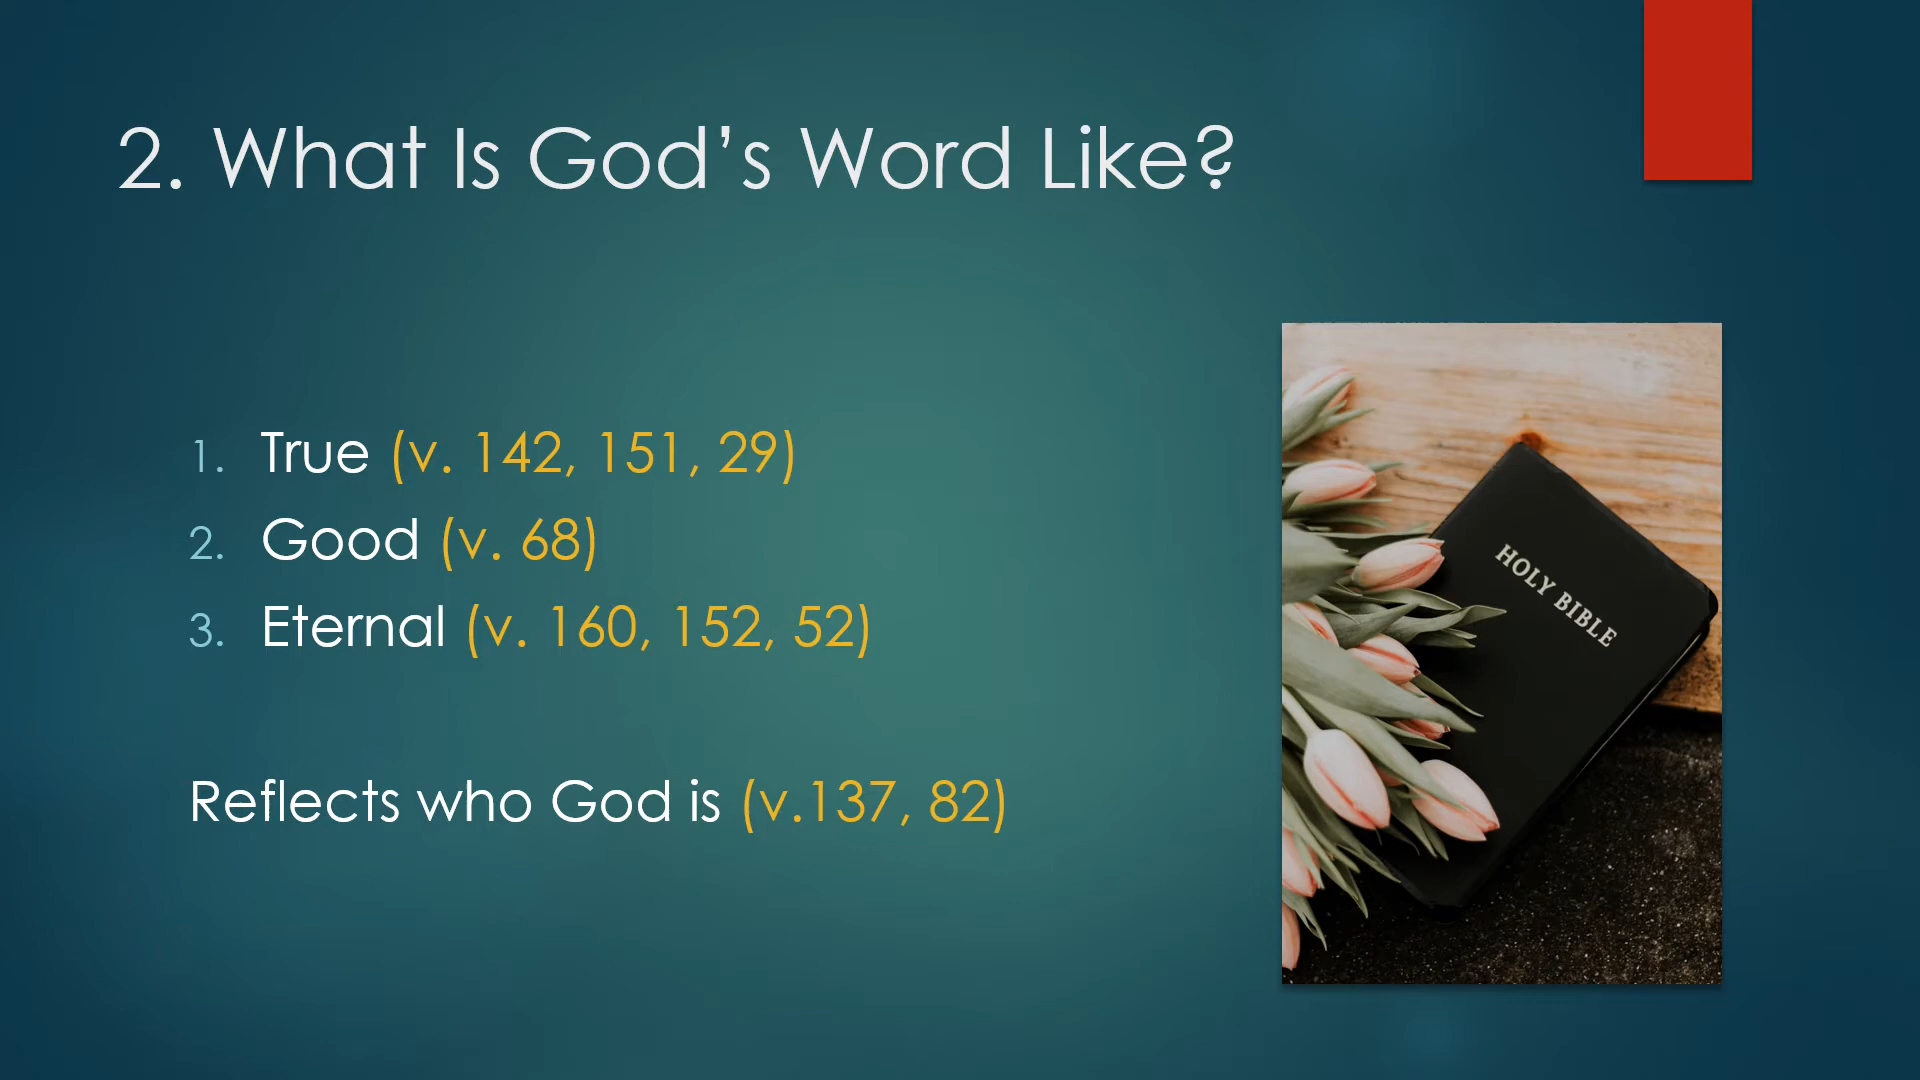 2. What Is God’s Word Like?
1. True (v. 142, 151, 29)
2. Good (v. 68)
3. Eternal (v. 160, 152, 52)
Reflects who God is (v.137, 82)
HOLY BIBLE